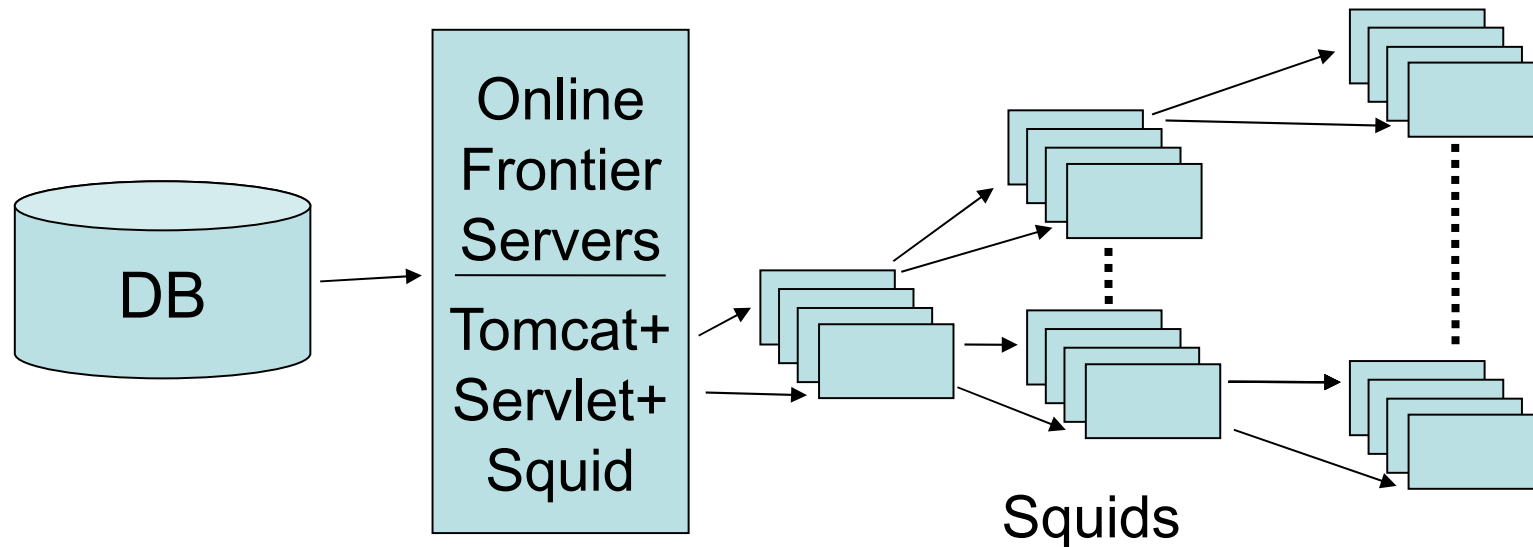 DB
Online
Frontier
Servers
Tomcat+
Servlet+
Squid
Squids